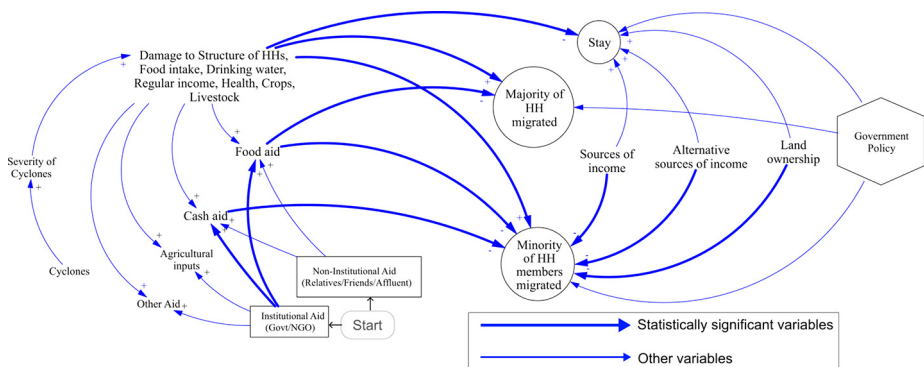 Damage to Structure of HHs,
Food intake, Drinking water,
Regular income, Health, Crops,
Livestock
Stay
Majority of
HH
migrated
Government
Policy
Severity of
Cyclones
Food aid
Sources of
income
Alternative
sources of income
Land
ownership
Cash aid
Agricultural
inputs
Cyclones
Non-Institutional Aid
(Relatives/Friends/Affluent)
Minority
of HH
members
migrated
Other Aid
Institutional Aid
(Govt/NGO)
Start
Statistically significant variables
Other variables